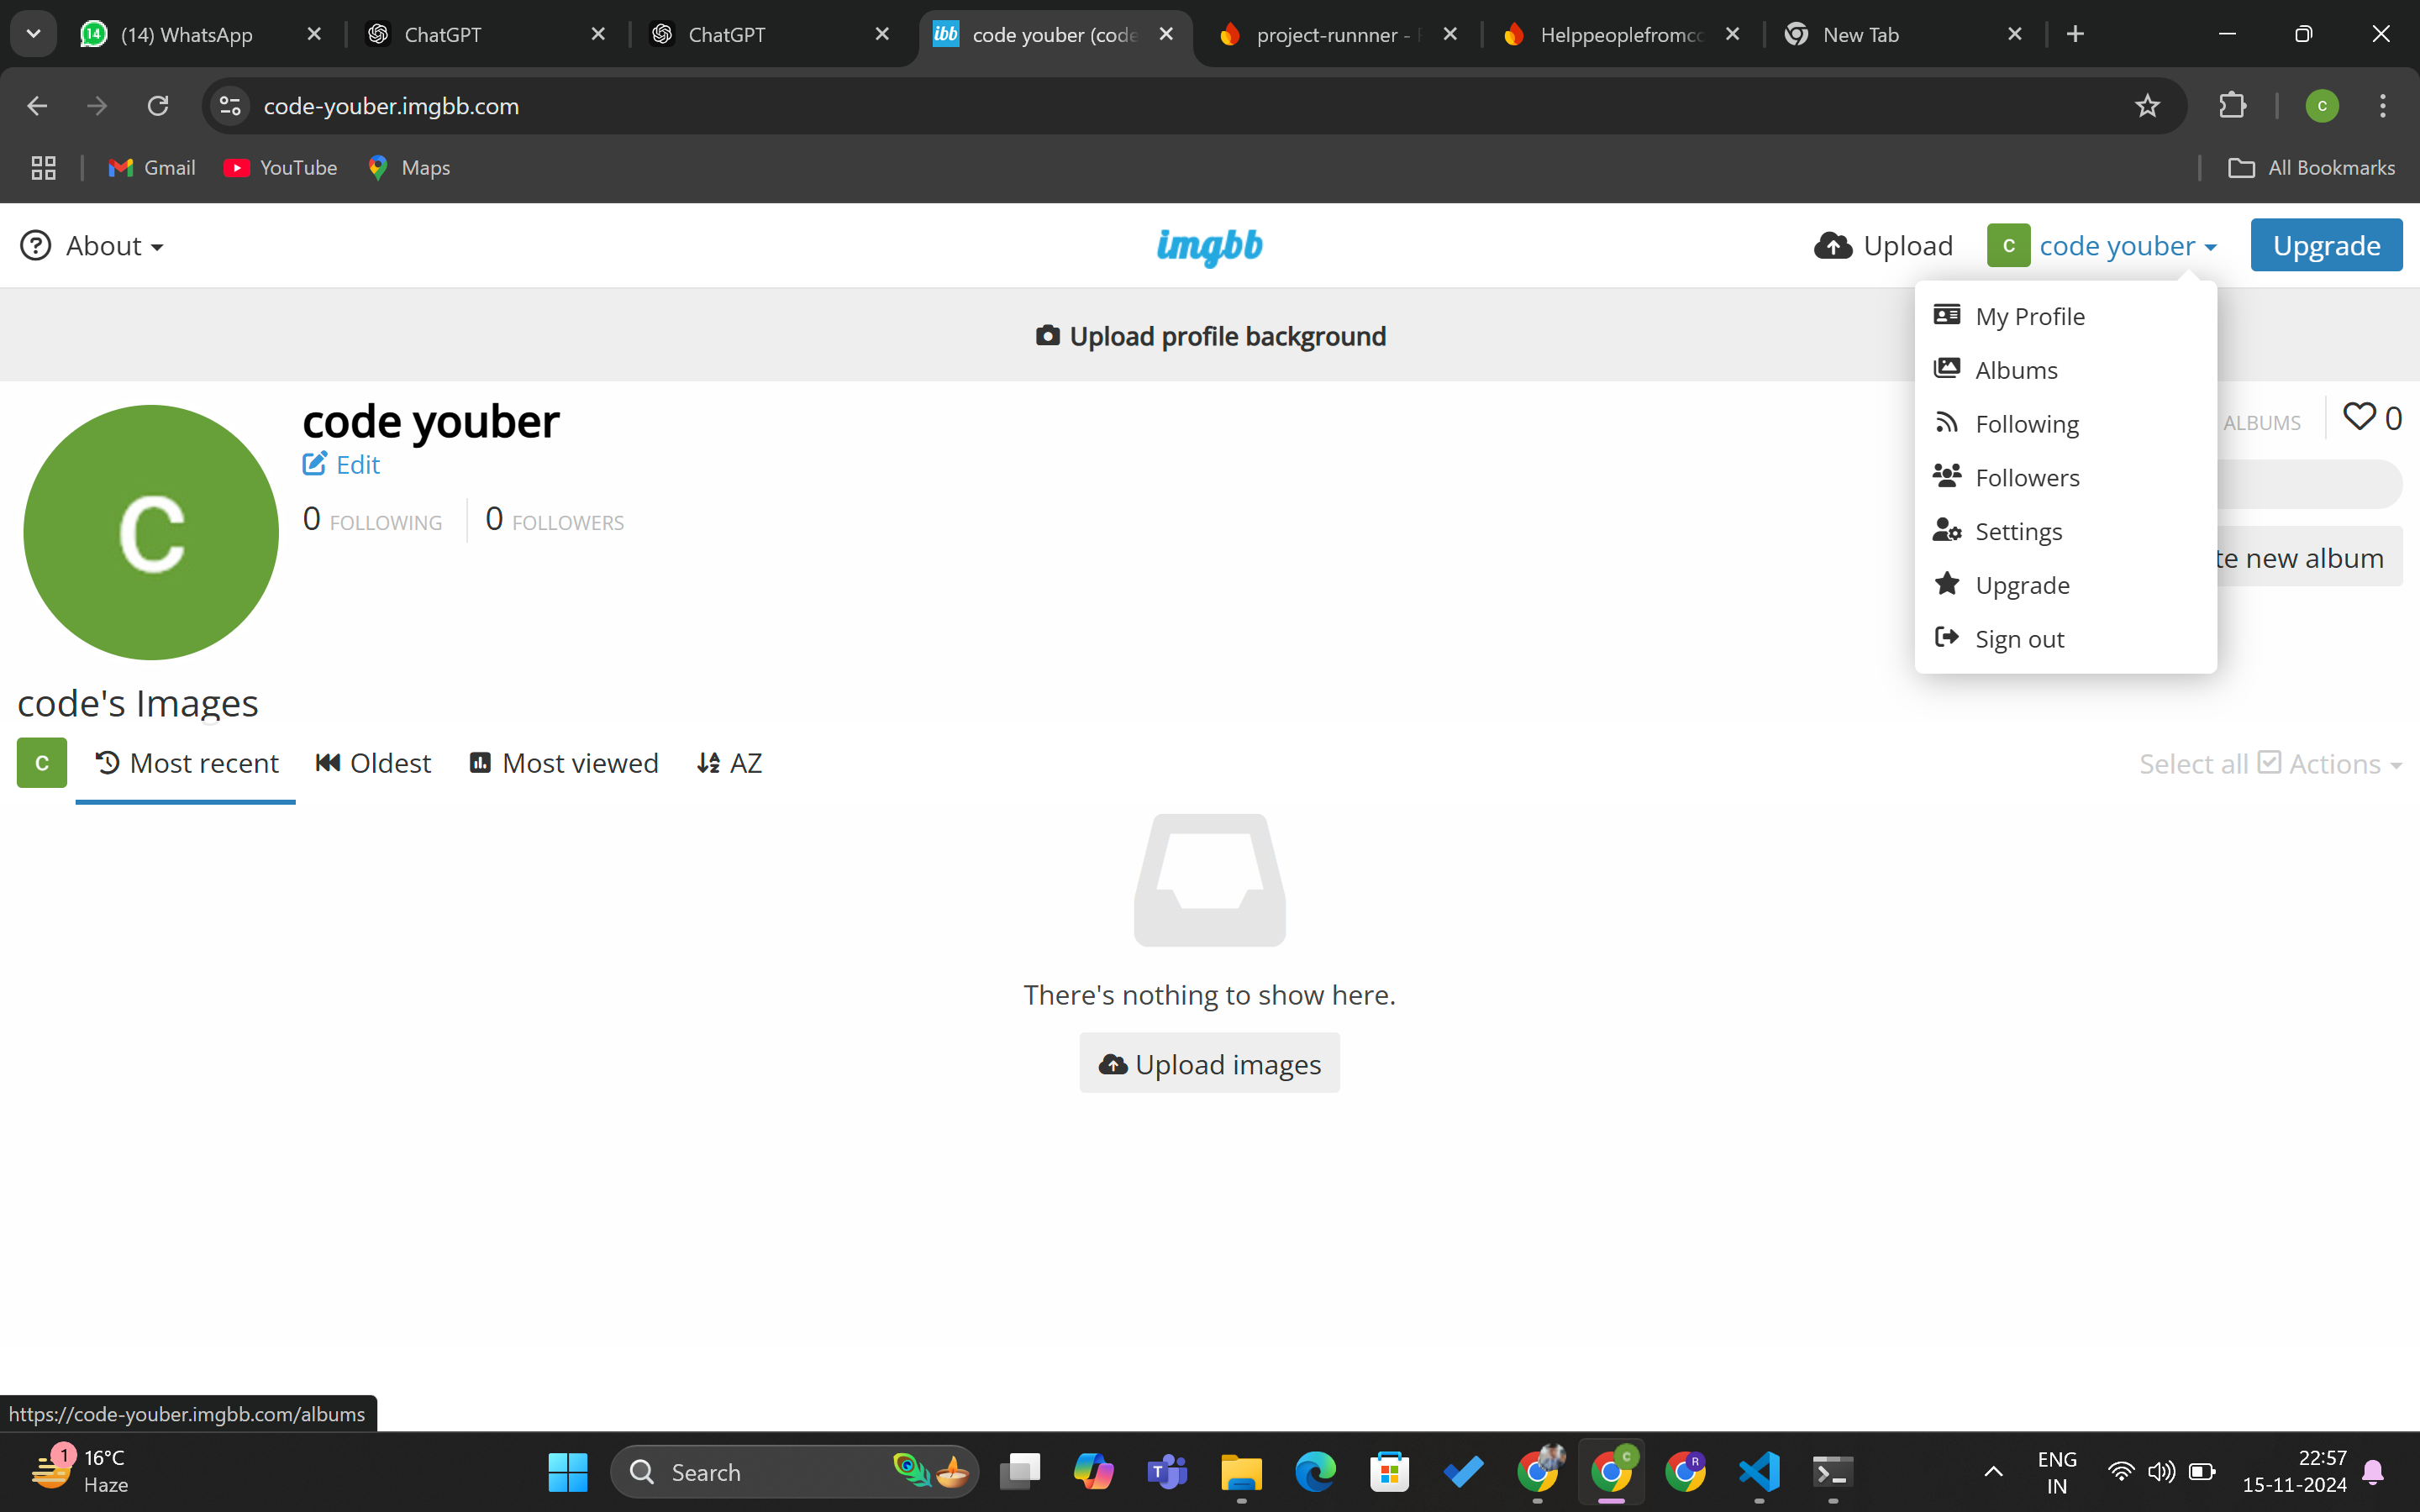 (14) WhatsApp
ChatGPT
ChatGPT
ibb code youber (code
project-runnner -
Helppeoplefromcc
New Tab
code-youber.imgbb.com
C
Gmail
YouTube
Maps
All Bookmarks
About
imgbb
Upload
C code youber
Upgrade
Upload profile background
My Profile
Albums
Following
Followers
Settings
Upgrade
Sign out
C
code youber
Edit
0 FOLLOWING
0 FOLLOWERS
ALBUMS
0
te new album
code's Images
C
Most recent
Oldest
Most viewed
AZ
Select all
Actions
There's nothing to show here.
Upload images
https://code-youber.imgbb.com/albums
1
16°C
Haze
Search
T
C
R
ENG
IN
22:57
15-11-2024